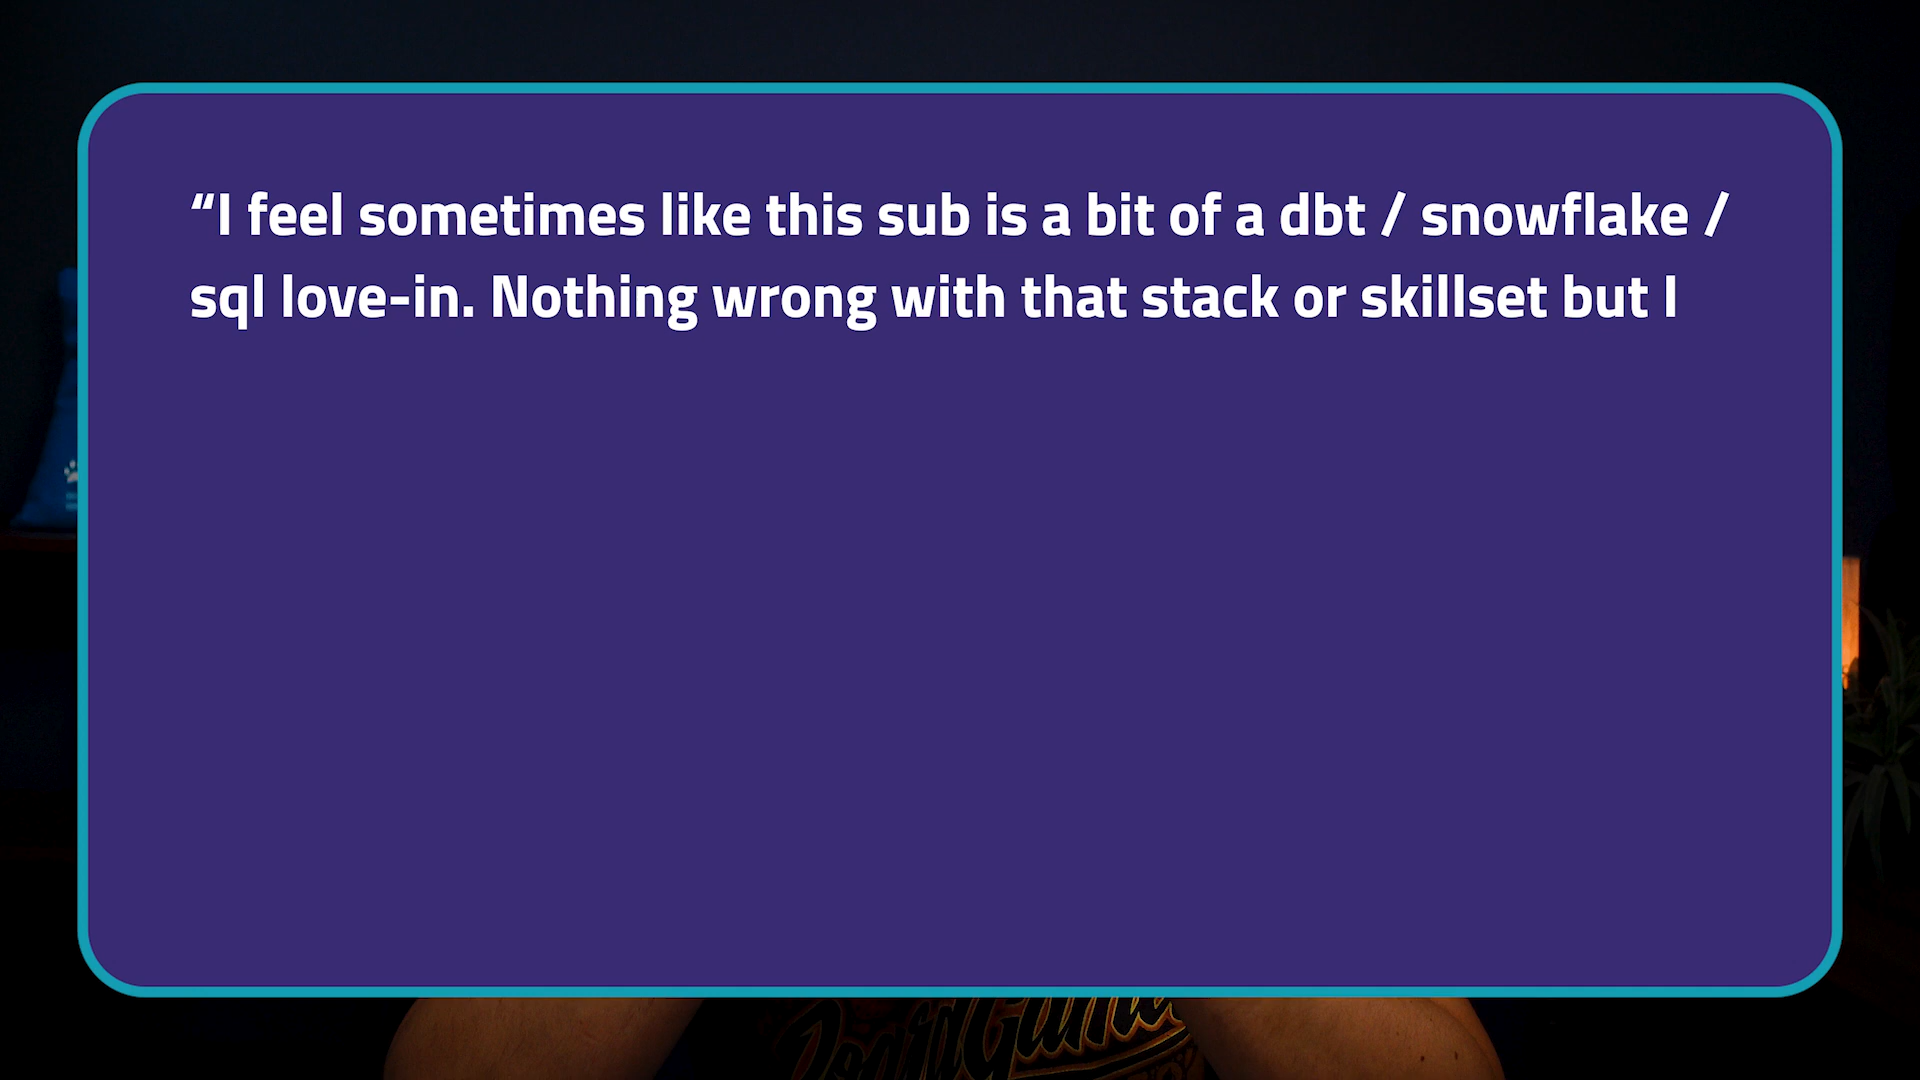 “I feel sometimes like this sub is a bit of a dbt / snowflake /
sql love-in. Nothing wrong with that stack or skillset but I